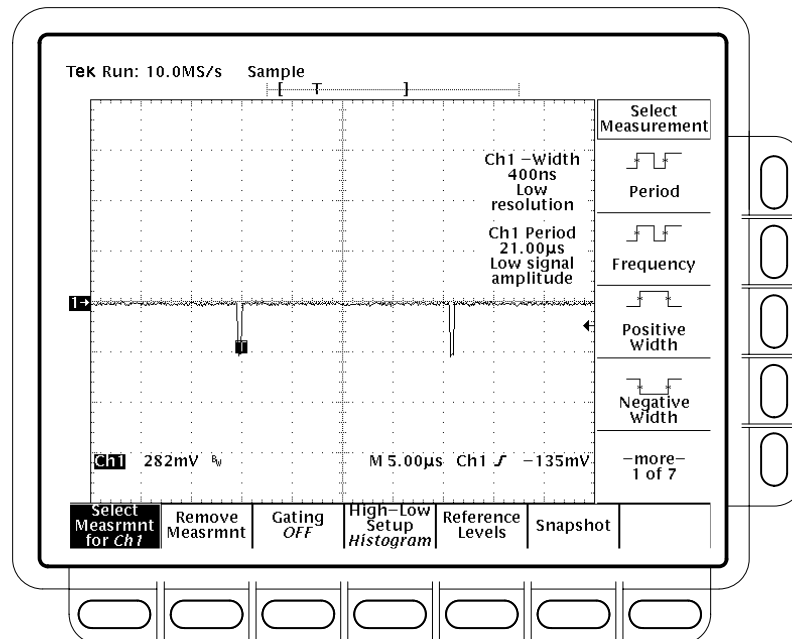 Tek Run: 10.0MS/s Sample
[ T ]
Select
Measurement
Ch1 −Width
400ns
Low
resolution
Period
Ch1 Period
21.00µs
Low signal
amplitude
Frequency
1→
Positive
Width
T
Negative
Width
Ch1 282mV BW M 5.00µs Ch1 −135mV
−more−
1 of 7
Select
Measrmnt
for Ch1
Remove
Measrmnt
Gating
OFF
High−Low
Setup
Histogram
Reference
Levels
Snapshot